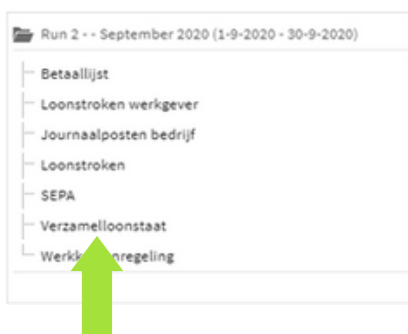 Run 2 - - September 2020 (1-9-2020 - 30-9-2020)
Betaallijst
Loonstroken werkgever
Journaalposten bedrijf
Loonstroken
SEPA
Verzamelloonstaat